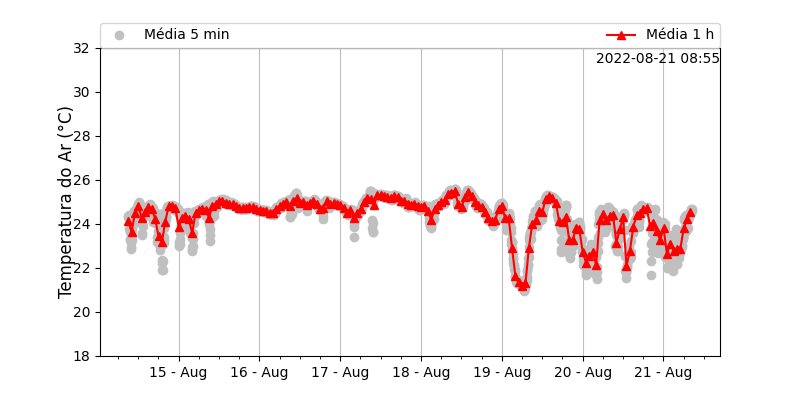 Média 5 min
Média 1 h
2022-08-21 08:55
Temperatura do Ar (°C)
32
30
28
26
24
22
20
18
15 - Aug
16 - Aug
17 - Aug
18 - Aug
19 - Aug
20 - Aug
21 - Aug